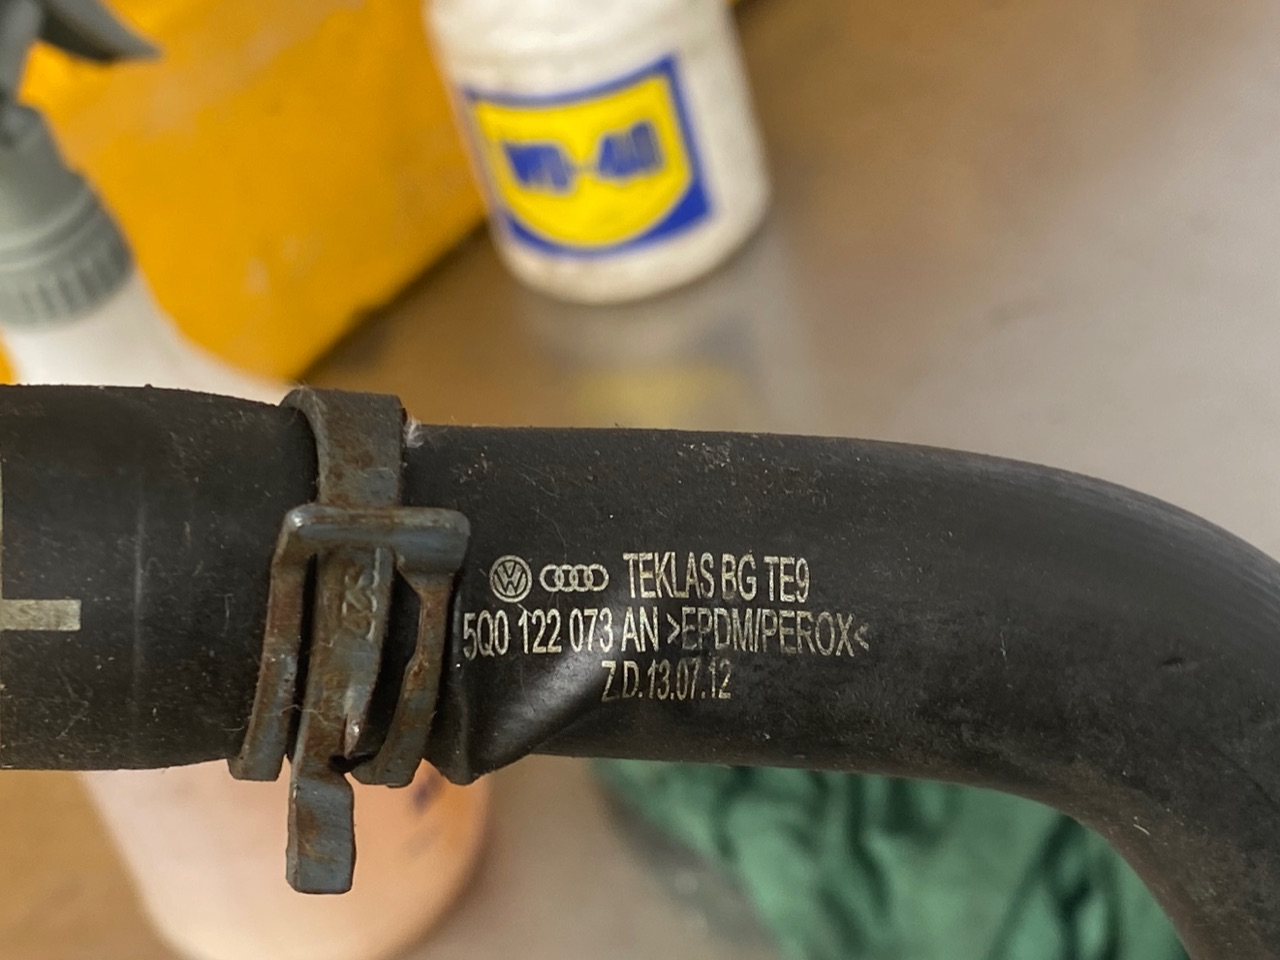 WD-40
TEKLAS BG TE9
5Q0 122 073 AN >EPDM/PEROX<
Z.D.13.07.12